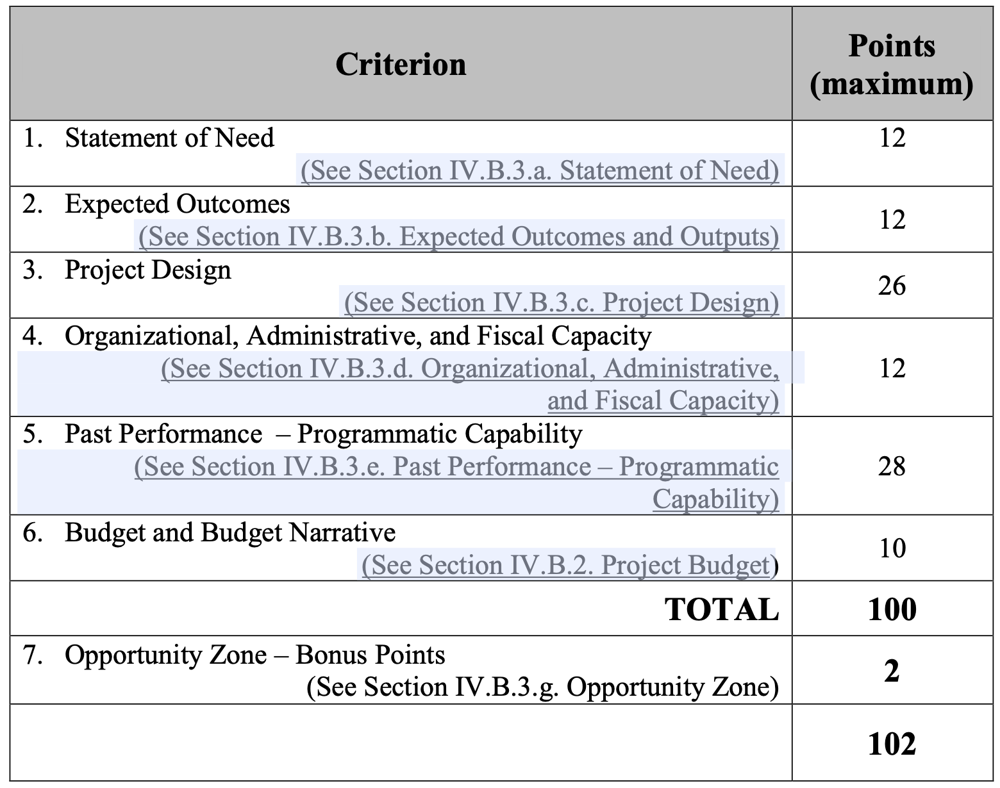 Criterion
Points
(maximum)
1. Statement of Need
(See Section IV.B.3.a. Statement of Need)
12
2. Expected Outcomes
(See Section IV.B.3.b. Expected Outcomes and Outputs)
12
3. Project Design
(See Section IV.B.3.c. Project Design)
26
4. Organizational, Administrative, and Fiscal Capacity
(See Section IV.B.3.d. Organizational, Administrative,
and Fiscal Capacity)
12
5. Past Performance – Programmatic Capability
(See Section IV.B.3.e. Past Performance – Programmatic
Capability)
28
6. Budget and Budget Narrative
(See Section IV.B.2. Project Budget)
10
TOTAL
100
7. Opportunity Zone – Bonus Points
(See Section IV.B.3.g. Opportunity Zone)
2
102